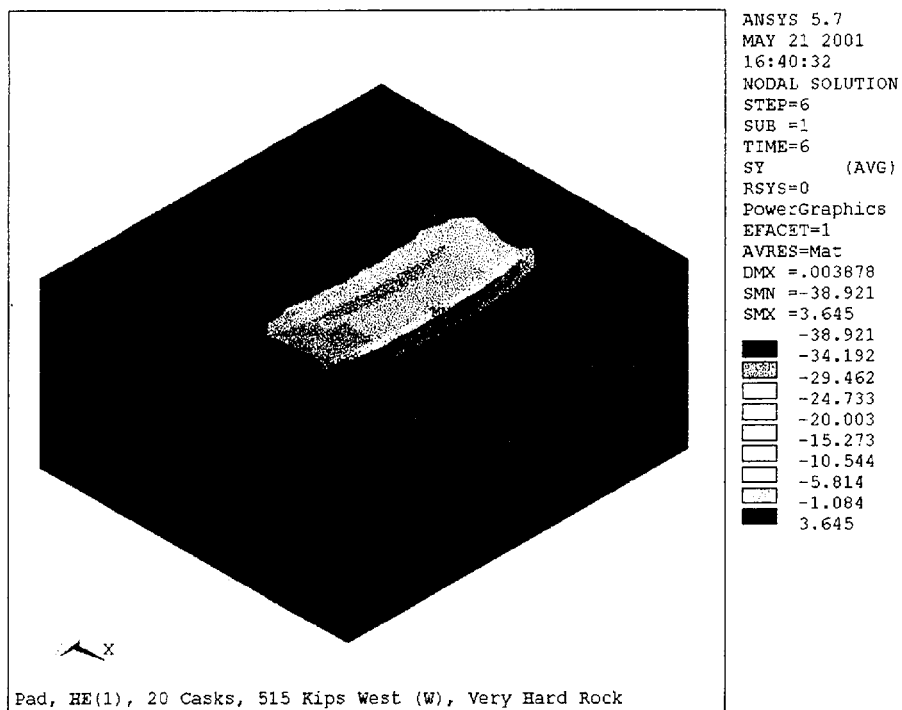 ANSYS 5.7
MAY 21 2001
16:40:32
NODAL SOLUTION
STEP=6
SUB =1
TIME=6
SY (AVG)
RSYS=0
PowerGraphics
EFACET=1
AVRES=Mat
DMX =.003878
SMN =-38.921
SMX =3.645
-38.921
-34.192
-29.462
-24.733
-20.003
-15.273
-10.544
-5.814
-1.084
3.645
X
Pad, HE(1), 20 Casks, 515 Kips West (W), Very Hard Rock